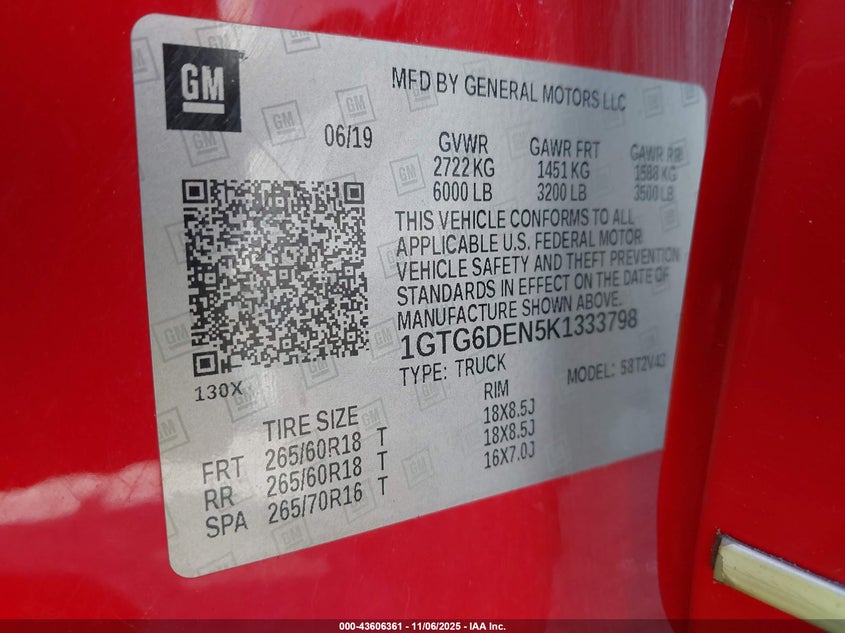 GM
MFD BY GENERAL MOTORS LLC
06/19
GVWR GAWR FRT GAWR RR
2722 KG 1451 KG 1588 KG
6000 LB 3200 LB 3500 LB
THIS VEHICLE CONFORMS TO ALL
APPLICABLE U.S. FEDERAL MOTOR
VEHICLE SAFETY AND THEFT PREVENTION
STANDARDS IN EFFECT ON THE DATE OF
MANUFACTURE SHOWN ABOVE.
1GTG6DEN5K1333798
TYPE: TRUCK MODEL: S8T2V43
130X
TIRE SIZE RIM
FRT 265/60R18 T 18X8.5J
RR 265/60R18 T 18X8.5J
SPA 265/70R16 T 16X7.0J
000-43606361 | 11/06/2025 - IAA Inc.